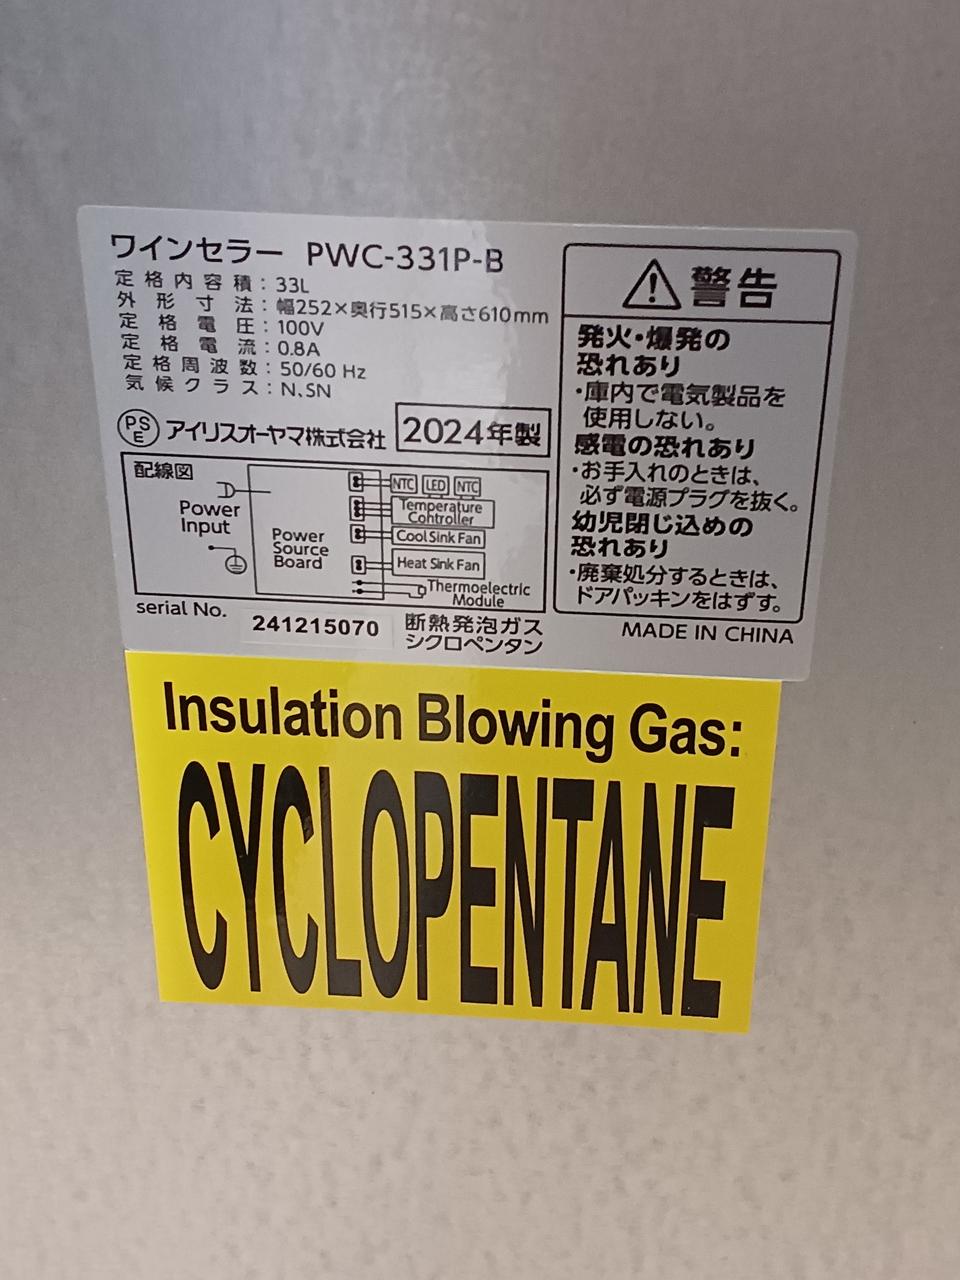 ワインセラー PWC-331P-B
定格内容積：33L
外形寸法：幅252×奥行515×高さ610mm
定格電圧：100V
定格電流：0.8A
定格周波数：50/60 Hz
気候クラス：N、SN
PS
E
アイリスオーヤマ株式会社
2024年製
配線図
Power
Input
Power
Source
Board
NTC LED NTC
Temperature
Controller
Cool Sink Fan
Heat Sink Fan
Thermoelectric
Module
serial No. 241215070
断熱発泡ガス
シクロペンタン
警告
発火・爆発の
恐れあり
・庫内で電気製品を
使用しない。
感電の恐れあり
・お手入れのときは、
必ず電源プラグを抜く。
幼児閉じ込めの
恐れあり
・廃棄処分するときは、
ドアパッキンをはずす。
MADE IN CHINA
Insulation Blowing Gas:
CYCLOPENTANE